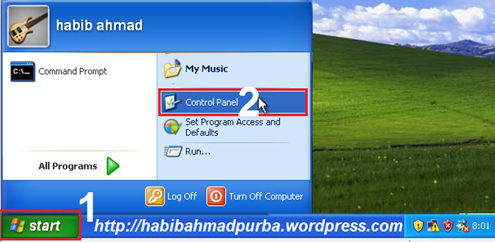 habib ahmad
C:\
Command Prompt
My Music
Control Panel
2
Set Program Access and
Defaults
Run...
All Programs
Log Off
Turn Off Computer
1
start
http://habibahmadpurba.wordpress.com
8:01